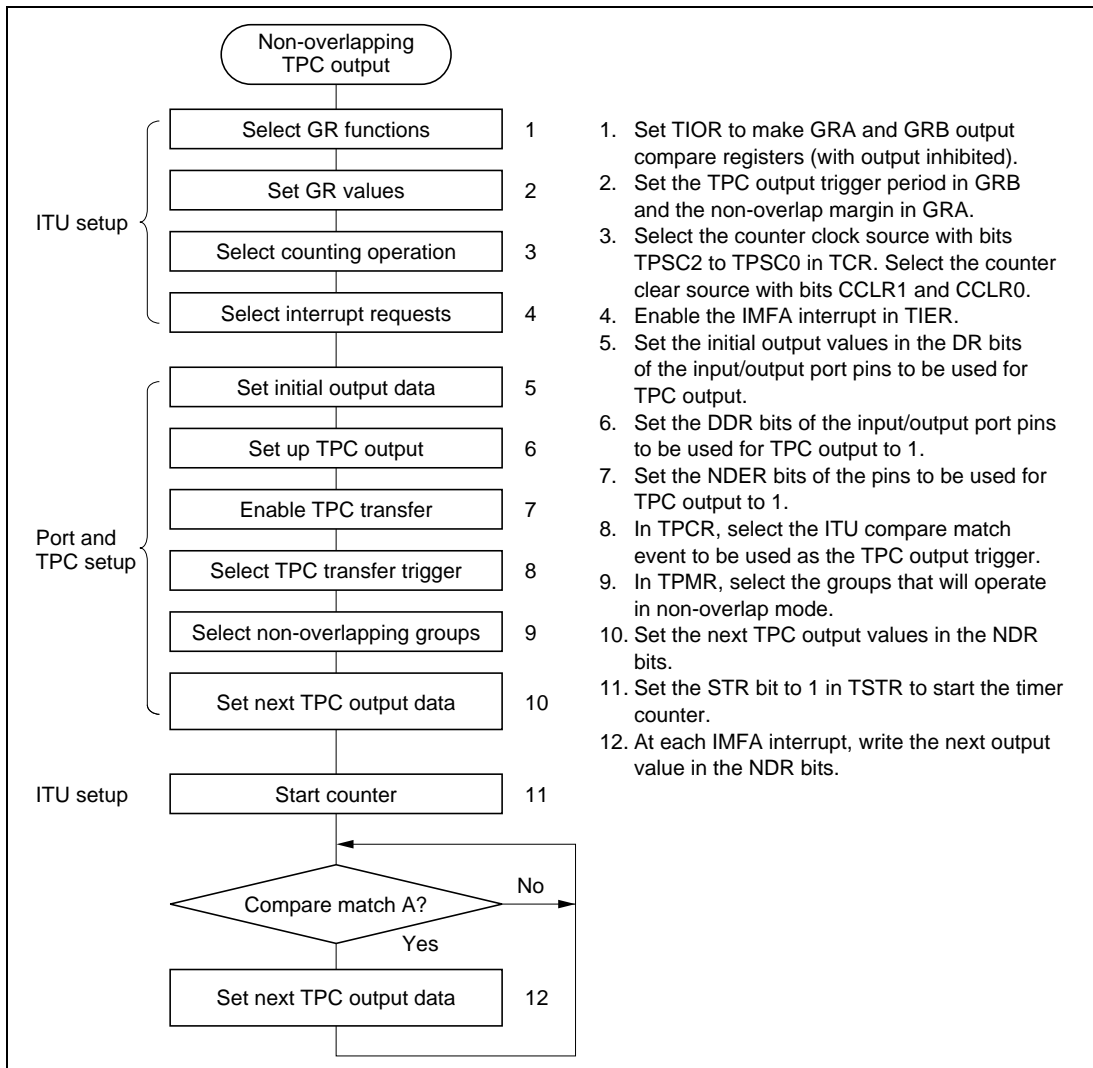 Non-overlapping
TPC output
ITU setup
Select GR functions 1
Set GR values 2
Select counting operation 3
Select interrupt requests 4
Port and
TPC setup
Set initial output data 5
Set up TPC output 6
Enable TPC transfer 7
Select TPC transfer trigger 8
Select non-overlapping groups 9
Set next TPC output data 10
ITU setup
Start counter 11
Compare match A?
No
Yes
Set next TPC output data 12
1. Set TIOR to make GRA and GRB output
compare registers (with output inhibited).
2. Set the TPC output trigger period in GRB
and the non-overlap margin in GRA.
3. Select the counter clock source with bits
TPSC2 to TPSC0 in TCR. Select the counter
clear source with bits CCLR1 and CCLR0.
4. Enable the IMFA interrupt in TIER.
5. Set the initial output values in the DR bits
of the input/output port pins to be used for
TPC output.
6. Set the DDR bits of the input/output port pins
to be used for TPC output to 1.
7. Set the NDER bits of the pins to be used for
TPC output to 1.
8. In TPCR, select the ITU compare match
event to be used as the TPC output trigger.
9. In TPMR, select the groups that will operate
in non-overlap mode.
10. Set the next TPC output values in the NDR
bits.
11. Set the STR bit to 1 in TSTR to start the timer
counter.
12. At each IMFA interrupt, write the next output
value in the NDR bits.